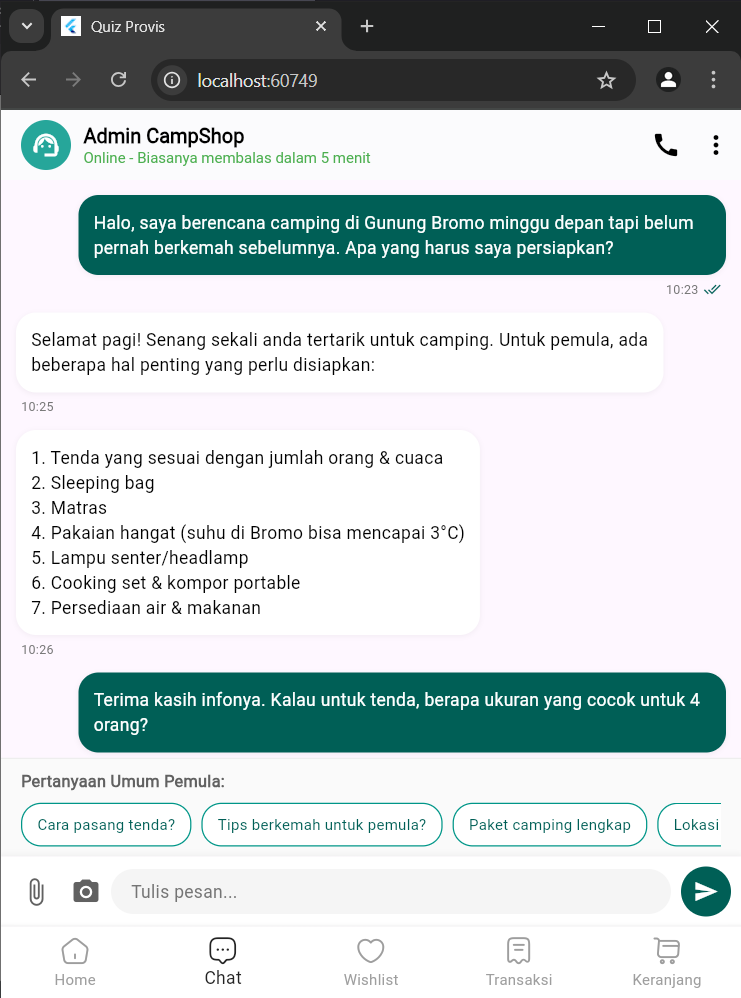 Quiz Provis
localhost:60749
Admin CampShop
Online - Biasanya membalas dalam 5 menit
Halo, saya berencana camping di Gunung Bromo minggu depan tapi belum
pernah berkemah sebelumnya. Apa yang harus saya persiapkan?
10:23
Selamat pagi! Senang sekali anda tertarik untuk camping. Untuk pemula, ada
beberapa hal penting yang perlu disiapkan:
10:25
1. Tenda yang sesuai dengan jumlah orang & cuaca
2. Sleeping bag
3. Matras
4. Pakaian hangat (suhu di Bromo bisa mencapai 3°C)
5. Lampu senter/headlamp
6. Cooking set & kompor portable
7. Persediaan air & makanan
10:26
Terima kasih infonya. Kalau untuk tenda, berapa ukuran yang cocok untuk 4
orang?
Pertanyaan Umum Pemula:
Cara pasang tenda?
Tips berkemah untuk pemula?
Paket camping lengkap
Lokasi
Tulis pesan...
Home
Chat
Wishlist
Transaksi
Keranjang